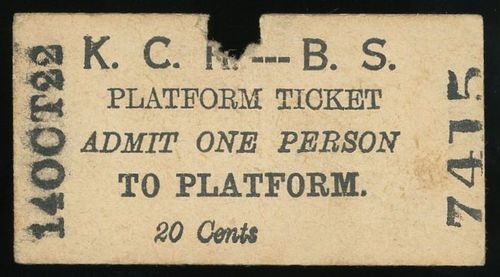 K. C. R.---B. S.
PLATFORM TICKET
ADMIT ONE PERSON
TO PLATFORM.
20 Cents
14OCT22
7415